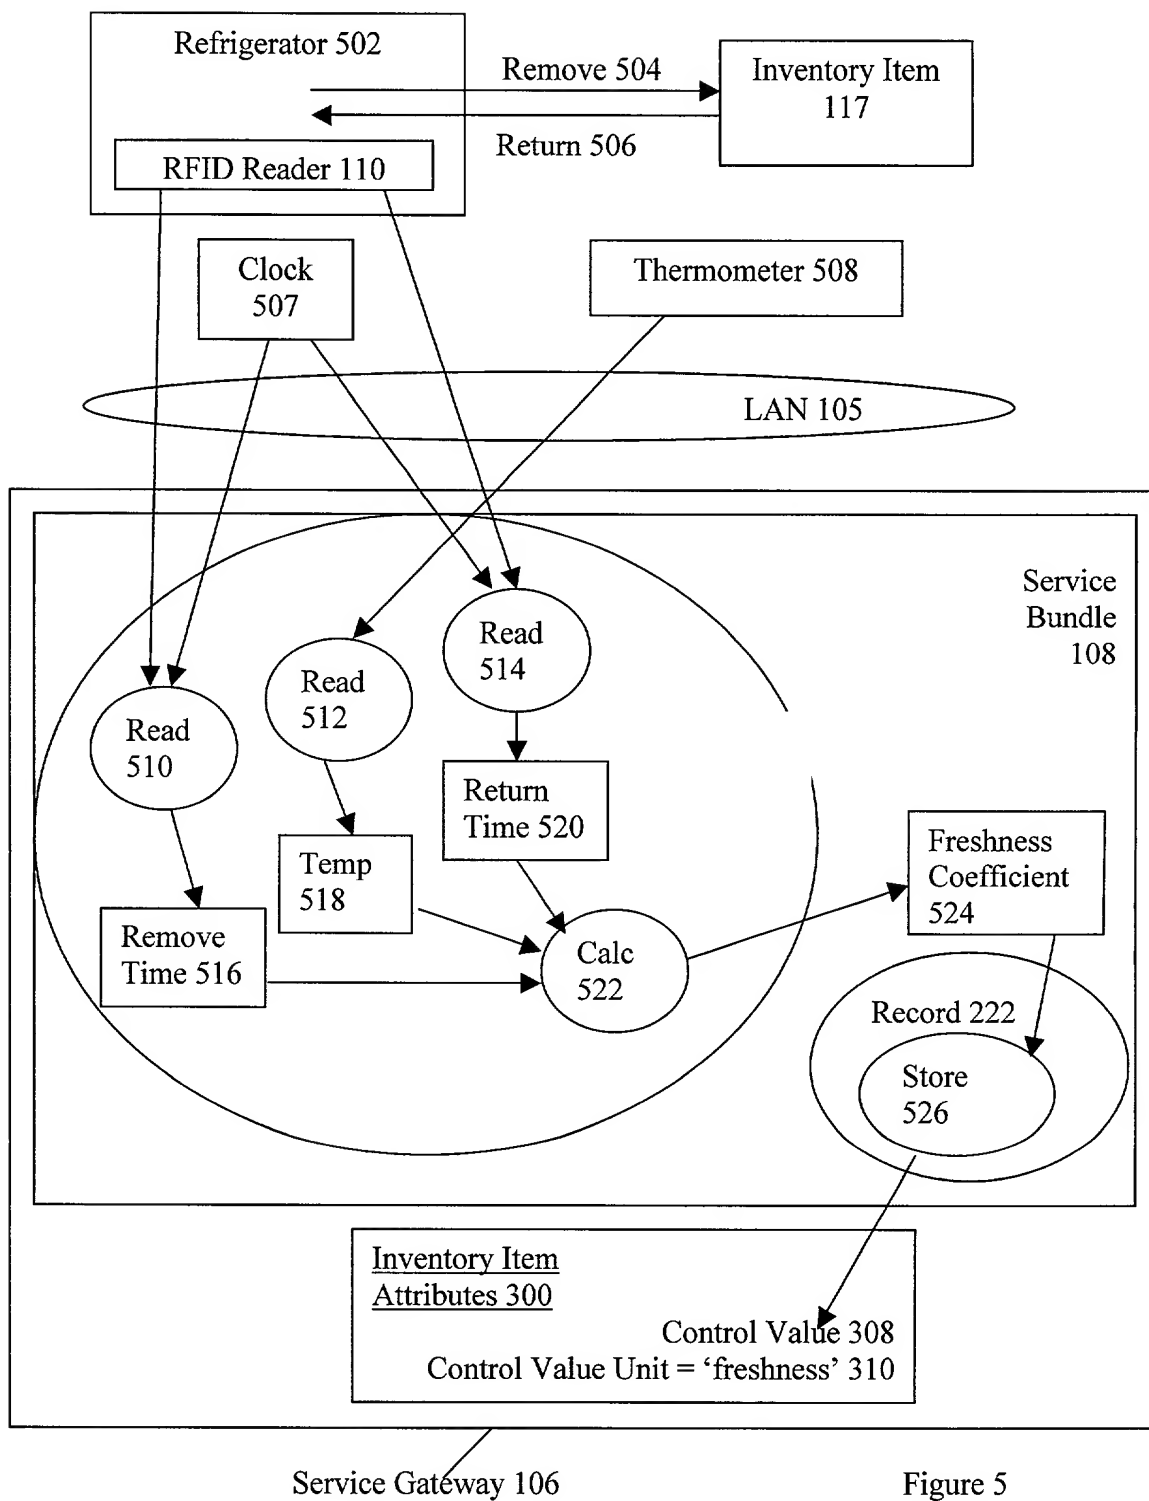 Refrigerator 502
Remove 504
Inventory Item
117
Return 506
RFID Reader 110
Clock
507
Thermometer 508
LAN 105
Service
Bundle
108
Read
514
Read
512
Read
510
Return
Time 520
Temp
518
Freshness
Coefficient
524
Remove
Time 516
Calc
522
Record 222
Store
526
Inventory Item
Attributes 300
Control Value 308
Control Value Unit = ‘freshness’ 310
Service Gateway 106
Figure 5